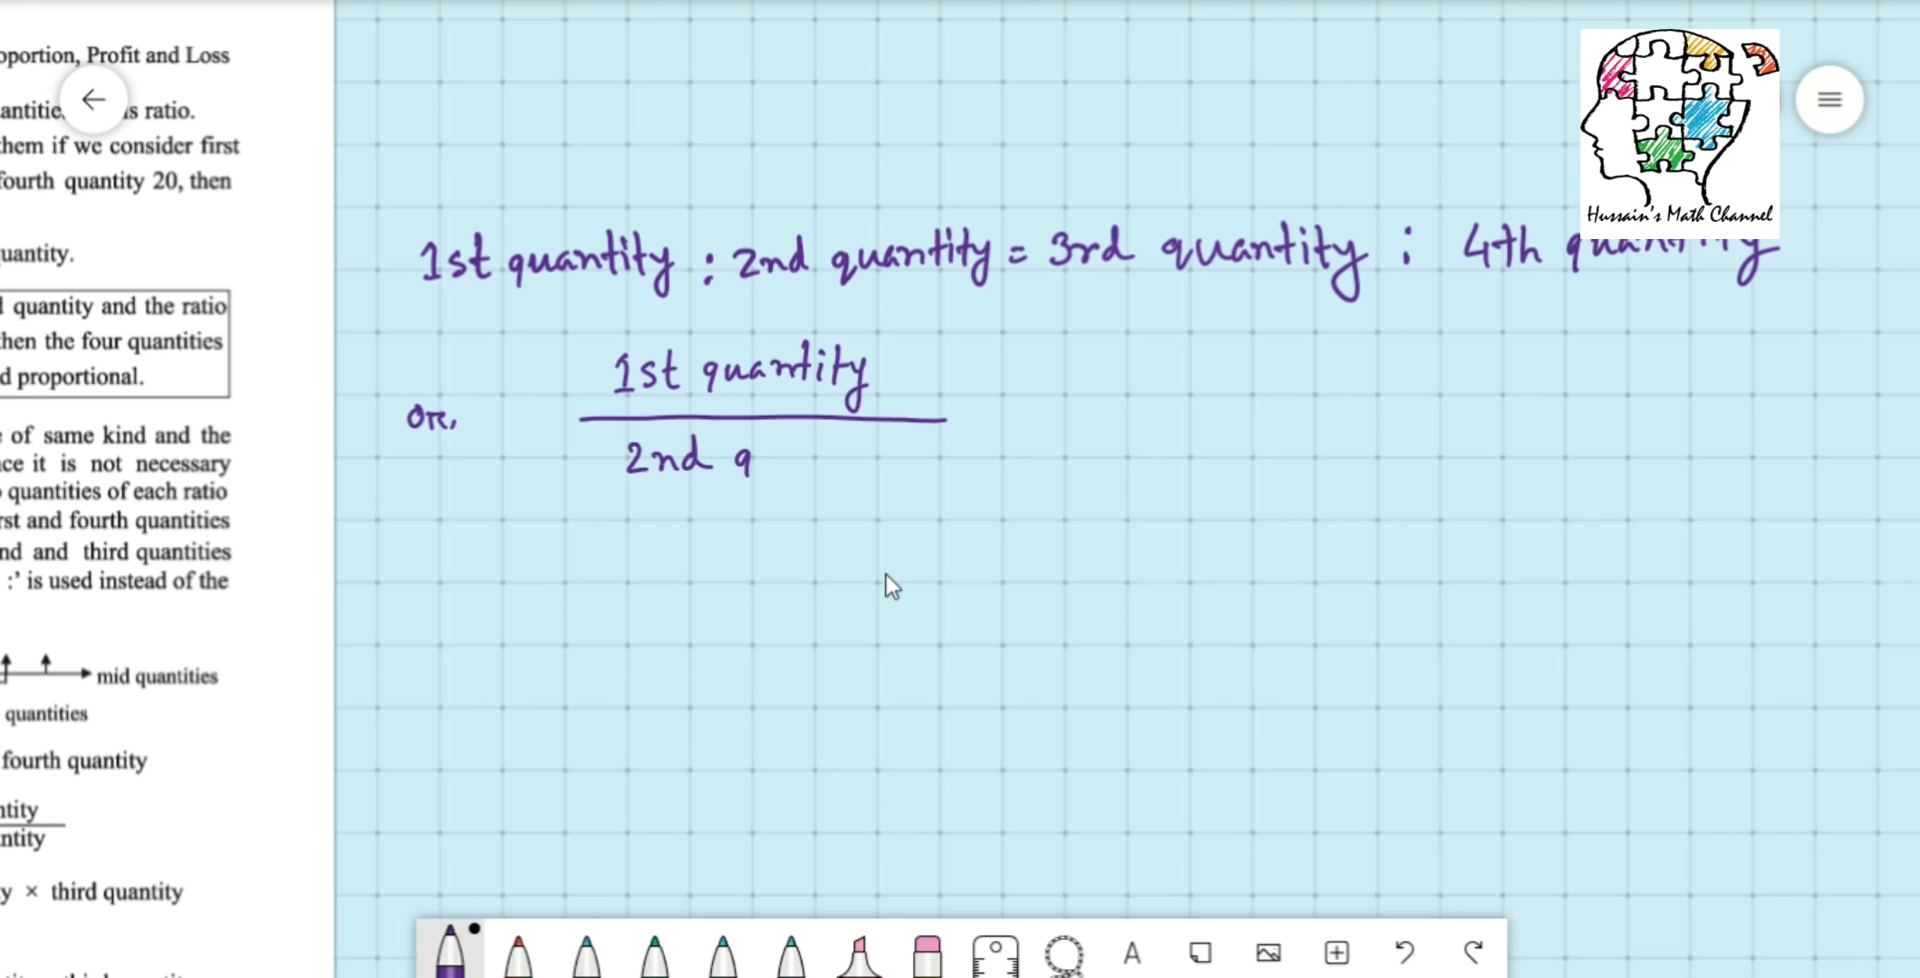 oportion, Profit and Loss
s ratio.
them if we consider first
fourth quantity 20, then
uantity.
quantity and the ratio
then the four quantities
d proportional.
of same kind and the
ce it is not necessary
quantities of each ratio
rst and fourth quantities
nd and third quantities
:’ is used instead of the
mid quantities
quantities
fourth quantity
ntity
ntity
y × third quantity
Hussain's Math Channel
1st quantity : 2nd quantity = 3rd quantity : 4th quantity
or, 1st quantity
2nd q
A